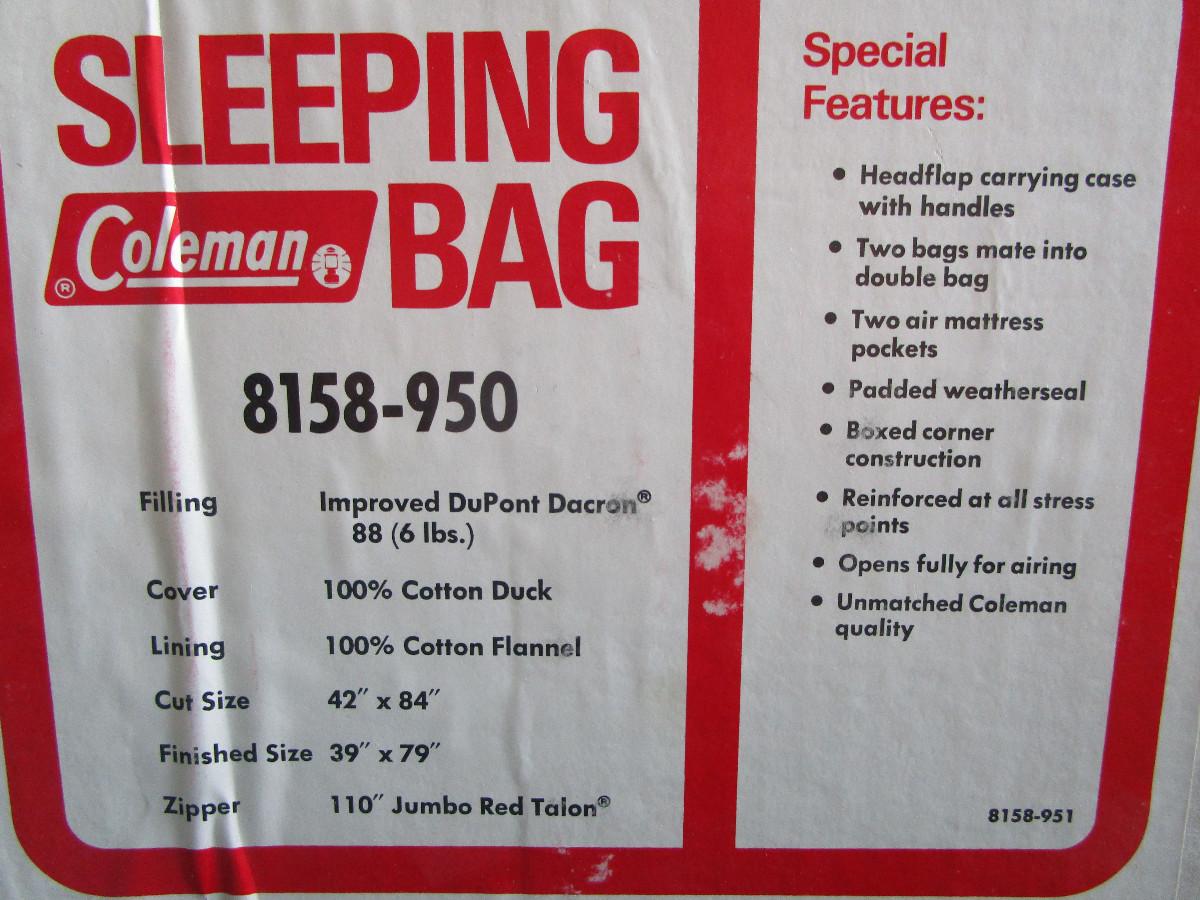 SLEEPING
Coleman® BAG
8158-950
Filling Improved DuPont Dacron®
88 (6 lbs.)
Cover 100% Cotton Duck
Lining 100% Cotton Flannel
Cut Size 42″ x 84″
Finished Size 39″ x 79″
Zipper 110″ Jumbo Red Talon®
Special
Features:
• Headflap carrying case
with handles
• Two bags mate into
double bag
• Two air mattress
pockets
• Padded weatherseal
• Boxed corner
construction
• Reinforced at all stress
points
• Opens fully for airing
• Unmatched Coleman
quality
8158-951